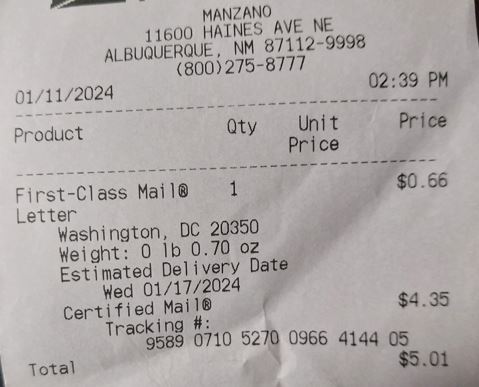 MANZANO
11600 HAINES AVE NE
ALBUQUERQUE, NM 87112-9998
(800)275-8777
01/11/2024 02:39 PM
Product Qty Unit Price
Price
First-Class Mail® 1 $0.66
Letter
Washington, DC 20350
Weight: 0 lb 0.70 oz
Estimated Delivery Date
Wed 01/17/2024
Certified Mail® $4.35
Tracking #:
9589 0710 5270 0966 4144 05
Total $5.01